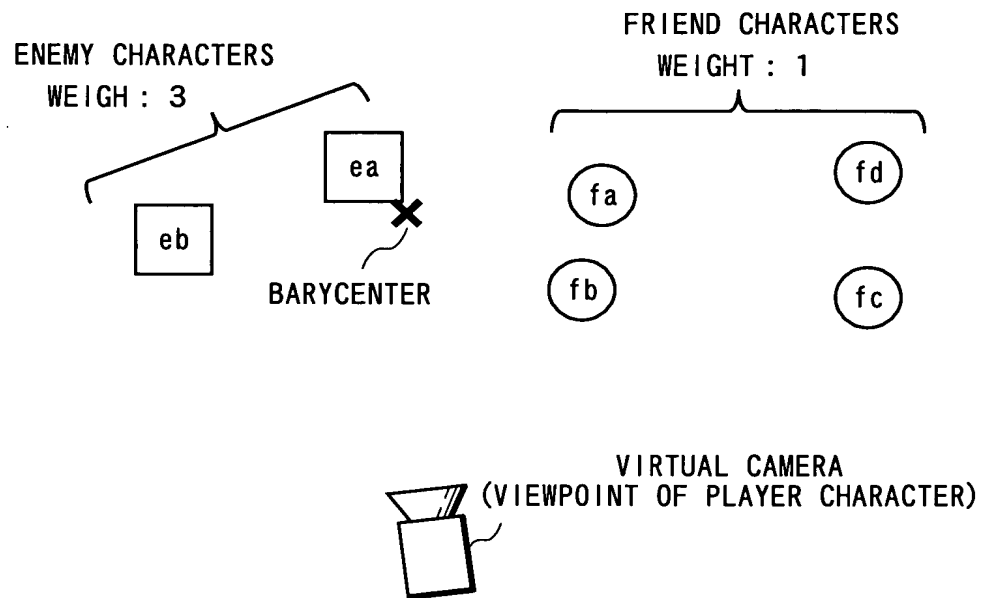 ENEMY CHARACTERS
WEIGH : 3
FRIEND CHARACTERS
WEIGHT : 1
ea
eb
BARYCENTER
fa
fd
fb
fc
VIRTUAL CAMERA
(VIEWPOINT OF PLAYER CHARACTER)